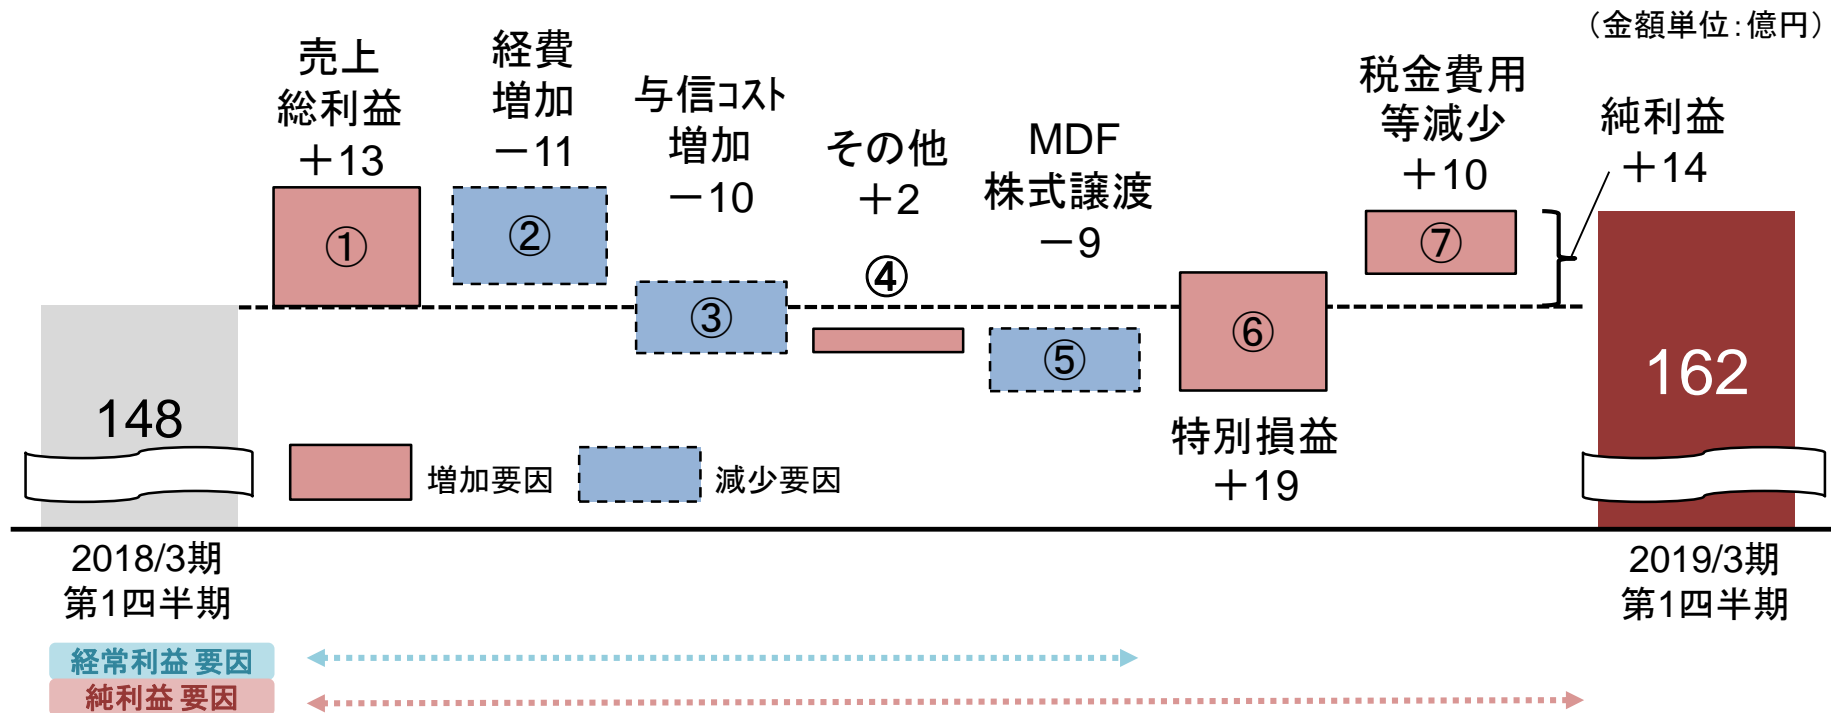 （金額単位：億円）
売上
総利益
＋13
①
経費
増加
－11
②
与信コスト
増加
－10
③
その他
＋2
④
MDF
株式譲渡
－9
⑤
⑥
特別損益
＋19
税金費用
等減少
＋10
⑦
純利益
＋14
148
162
増加要因
減少要因
2018/3期
第1四半期
2019/3期
第1四半期
経常利益 要因
純利益 要因